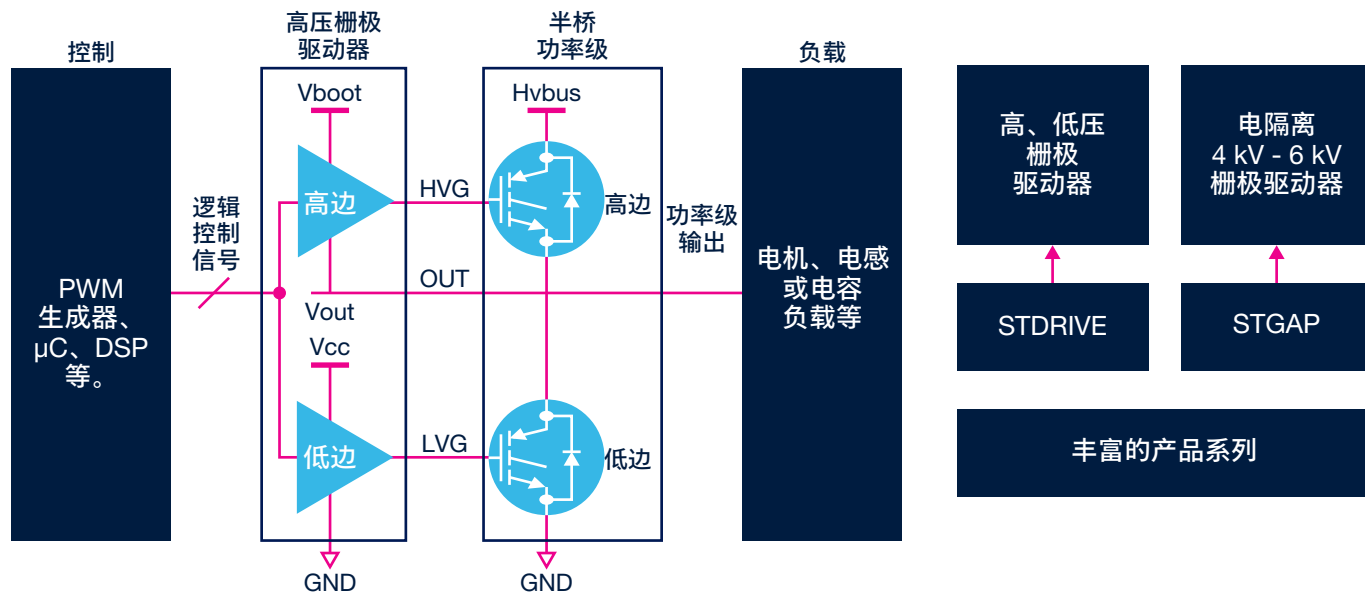 控制
PWM
生成器、
µC、DSP
等。
逻辑
控制
信号
高压栅极
驱动器
Vboot
高边
Vout
Vcc
低边
GND
HVG
OUT
LVG
半桥
功率级
Hvbus
高边
低边
GND
功率级
输出
负载
电机、电感
或电容
负载等
高、低压
栅极
驱动器
STDRIVE
电隔离
4 kV - 6 kV
栅极驱动器
STGAP
丰富的产品系列